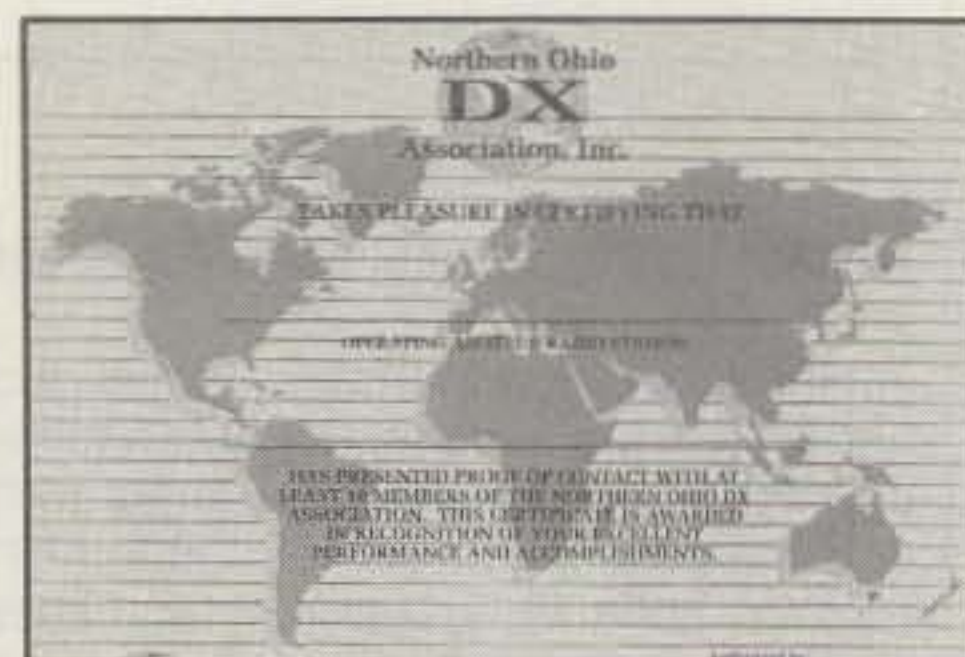 Northern Ohio
DX
Association, Inc.
TAKES PLEASURE IN CERTIFYING THAT
OPERATING AMATEUR RADIO STATION
HAS PRESENTED PROOF OF CONTACT WITH AT
LEAST 10 MEMBERS OF THE NORTHERN OHIO DX
ASSOCIATION. THIS CERTIFICATE IS AWARDED
IN RECOGNITION OF YOUR EXCELLENT
PERFORMANCE AND ACCOMPLISHMENTS.